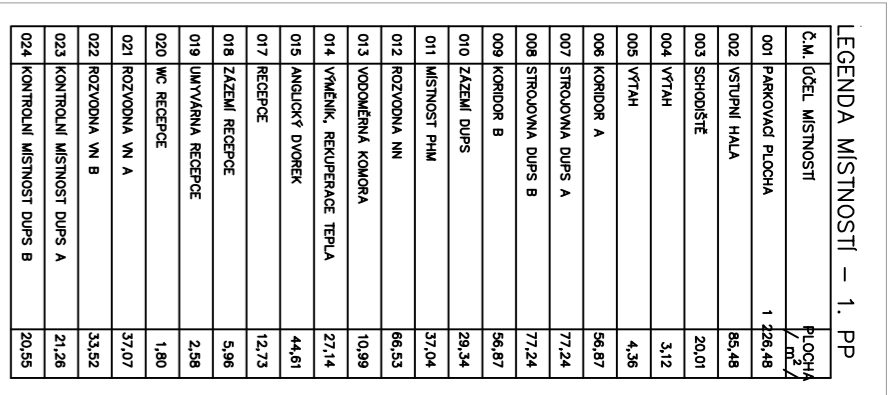 LEGENDA MÍSTNOSTÍ – 1. PP
Č.M. ÚČEL MÍSTNOSTÍ PLOCHA / m²/
001 PARKOVACÍ PLOCHA 1 226,48
002 VSTUPNÍ HALA 85,48
003 SCHODIŠTĚ 20,01
004 VÝTAH 3,12
005 VÝTAH 4,36
006 KORIDOR A 56,87
007 STROJOVNA DUPS A 77,24
008 STROJOVNA DUPS B 77,24
009 KORIDOR B 56,87
010 ZÁZEMÍ DUPS 29,34
011 MÍSTNOST PHM 37,04
012 ROZVODNA NN 66,53
013 VODOMĚRNÁ KOMORA 10,99
014 VÝMĚNÍK, REKUPERACE TEPLA 27,14
015 ANGLICKÝ DVOREK 44,61
017 RECEPCE 12,73
018 ZÁZEMÍ RECEPCE 5,96
019 UMYVÁRNA RECEPCE 2,58
020 WC RECEPCE 1,80
021 ROZVODNA VN A 37,07
022 ROZVODNA VN B 33,52
023 KONTROLNÍ MÍSTNOST DUPS A 21,26
024 KONTROLNÍ MÍSTNOST DUPS B 20,55